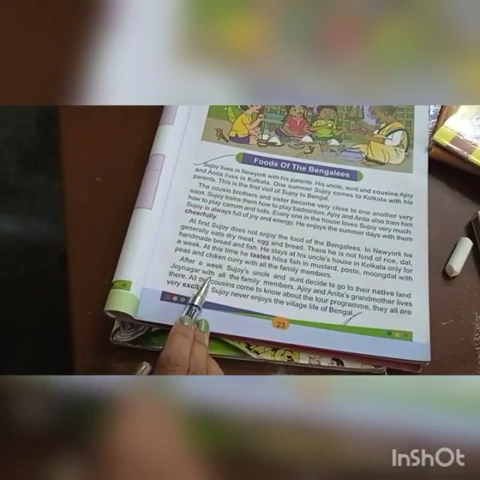 Foods Of The Bengalees
Sujoy lives in Newyork with his parents. His uncle, aunt and cousins Ajoy
and Anita lives in Kolkata. One summer Sujoy comes to Kolkata with his
parents. This is the first visit of Sujoy to Bengal.
The cousin brothers and sister become very close to one another very
soon. Sujoy trains them how to play badminton. Ajoy and Anita also train him
how to play carrom and ludo. Every one in the house loves Sujoy very much.
Sujoy is always full of joy and energy. He enjoys the summer days with them
cheerfully.
At first Sujoy does not enjoy the food of the Bengalees. In Newyork he
generally eats dry meat, egg and bread. There he is not fond of rice, dal,
handmade bread and fish. He stays at his uncle's house in Kolkata only for
a week. At this time he tastes hilsa fish in mustard, posto, moongdal with
peas and chicken curry with all the family members.
After a week Sujoy's uncle and aunt decide to go to their native land
Joynagar with all the family members. Ajoy and Anita's grandmother lives
there. All the cousins come to know about the tour programme, they all are
very Sujoy never enjoys the village life of Bengal.
23
InShOt